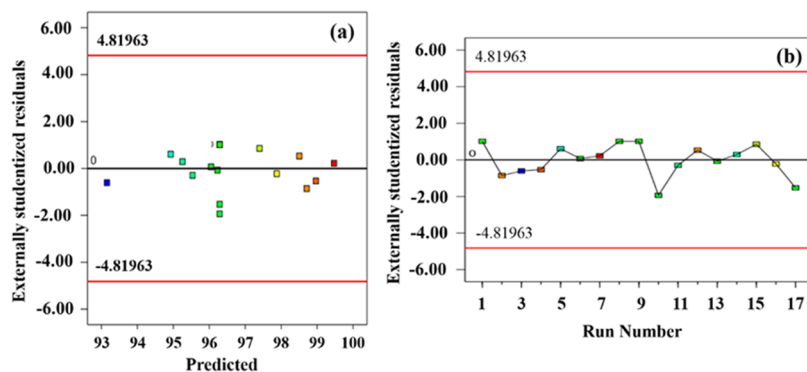 (a)
Externally studentized residuals
6.00
4.00
2.00
0.00
-2.00
-4.00
-6.00
4.81963
0
-4.81963
93 94 95 96 97 98 99 100
Predicted
(b)
Externally studentized residuals
6.00
4.00
2.00
0.00
-2.00
-4.00
-6.00
4.81963
0
-4.81963
1 3 5 7 9 11 13 15 17
Run Number